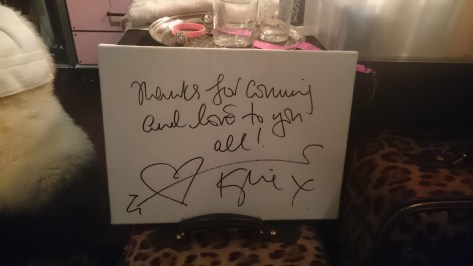 Thanks for coming
and love to you
all!
Kylie x